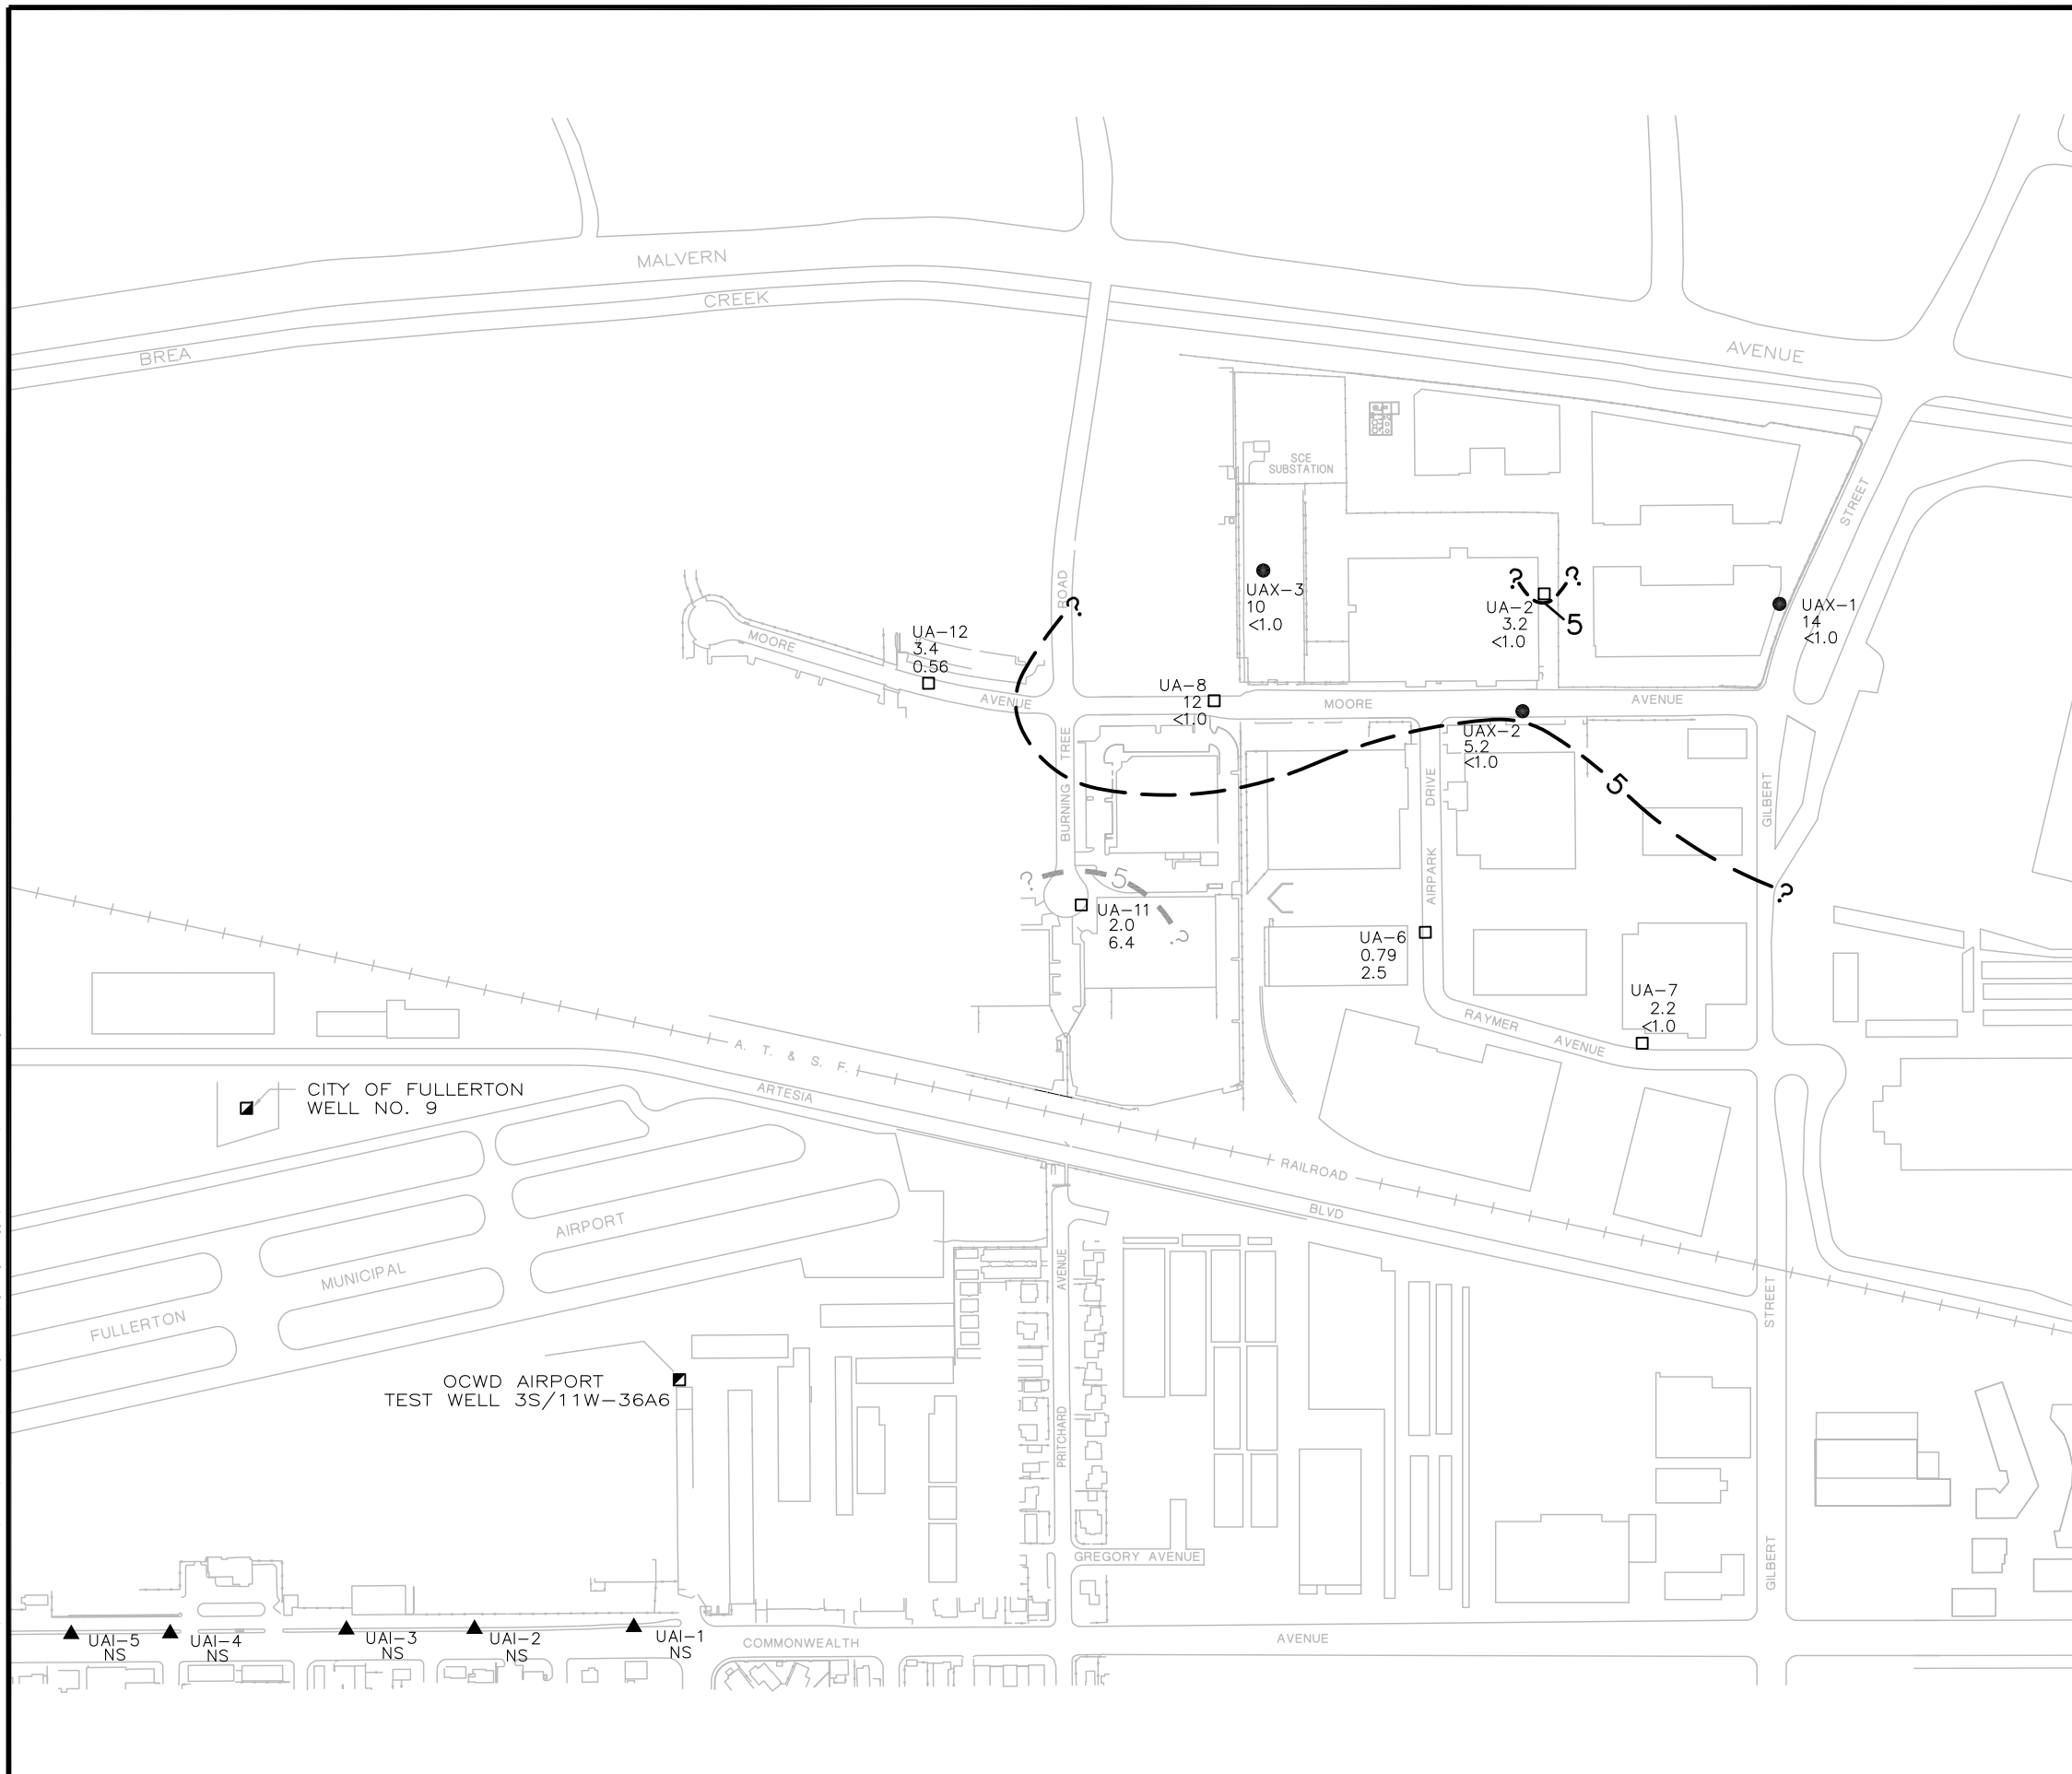 MALVERN
CREEK
BREA
AVENUE
SCE
SUBSTATION
STREET
ROAD
?
?
?
UAX-3
10
<1.0
UA-2
3.2
<1.0
5
UAX-1
14
<1.0
UA-12
3.4
0.56
MOORE
AVENUE
UA-8
12
<1.0
MOORE
AVENUE
UAX-2
5.2
<1.0
BURNING TREE
AIRPARK DRIVE
GILBERT
5
?
?
5
?
UA-11
2.0
6.4
UA-6
0.79
2.5
UA-7
2.2
<1.0
RAYMER
AVENUE
A. T. & S. F.
RAILROAD
ARTESIA
BLVD
CITY OF FULLERTON
WELL NO. 9
AIRPORT
MUNICIPAL
FULLERTON
AVENUE
STREET
OCWD AIRPORT
TEST WELL 3S/11W-36A6
PRITCHARD
GREGORY AVENUE
GILBERT
UAI-5
NS
UAI-4
NS
UAI-3
NS
UAI-2
NS
UAI-1
NS
COMMONWEALTH
AVENUE